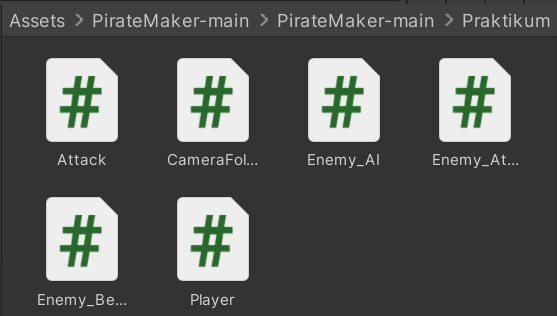 Assets > PirateMaker-main > PirateMaker-main > Praktikum
Attack CameraFol... Enemy_AI Enemy_At...
Enemy_Be... Player